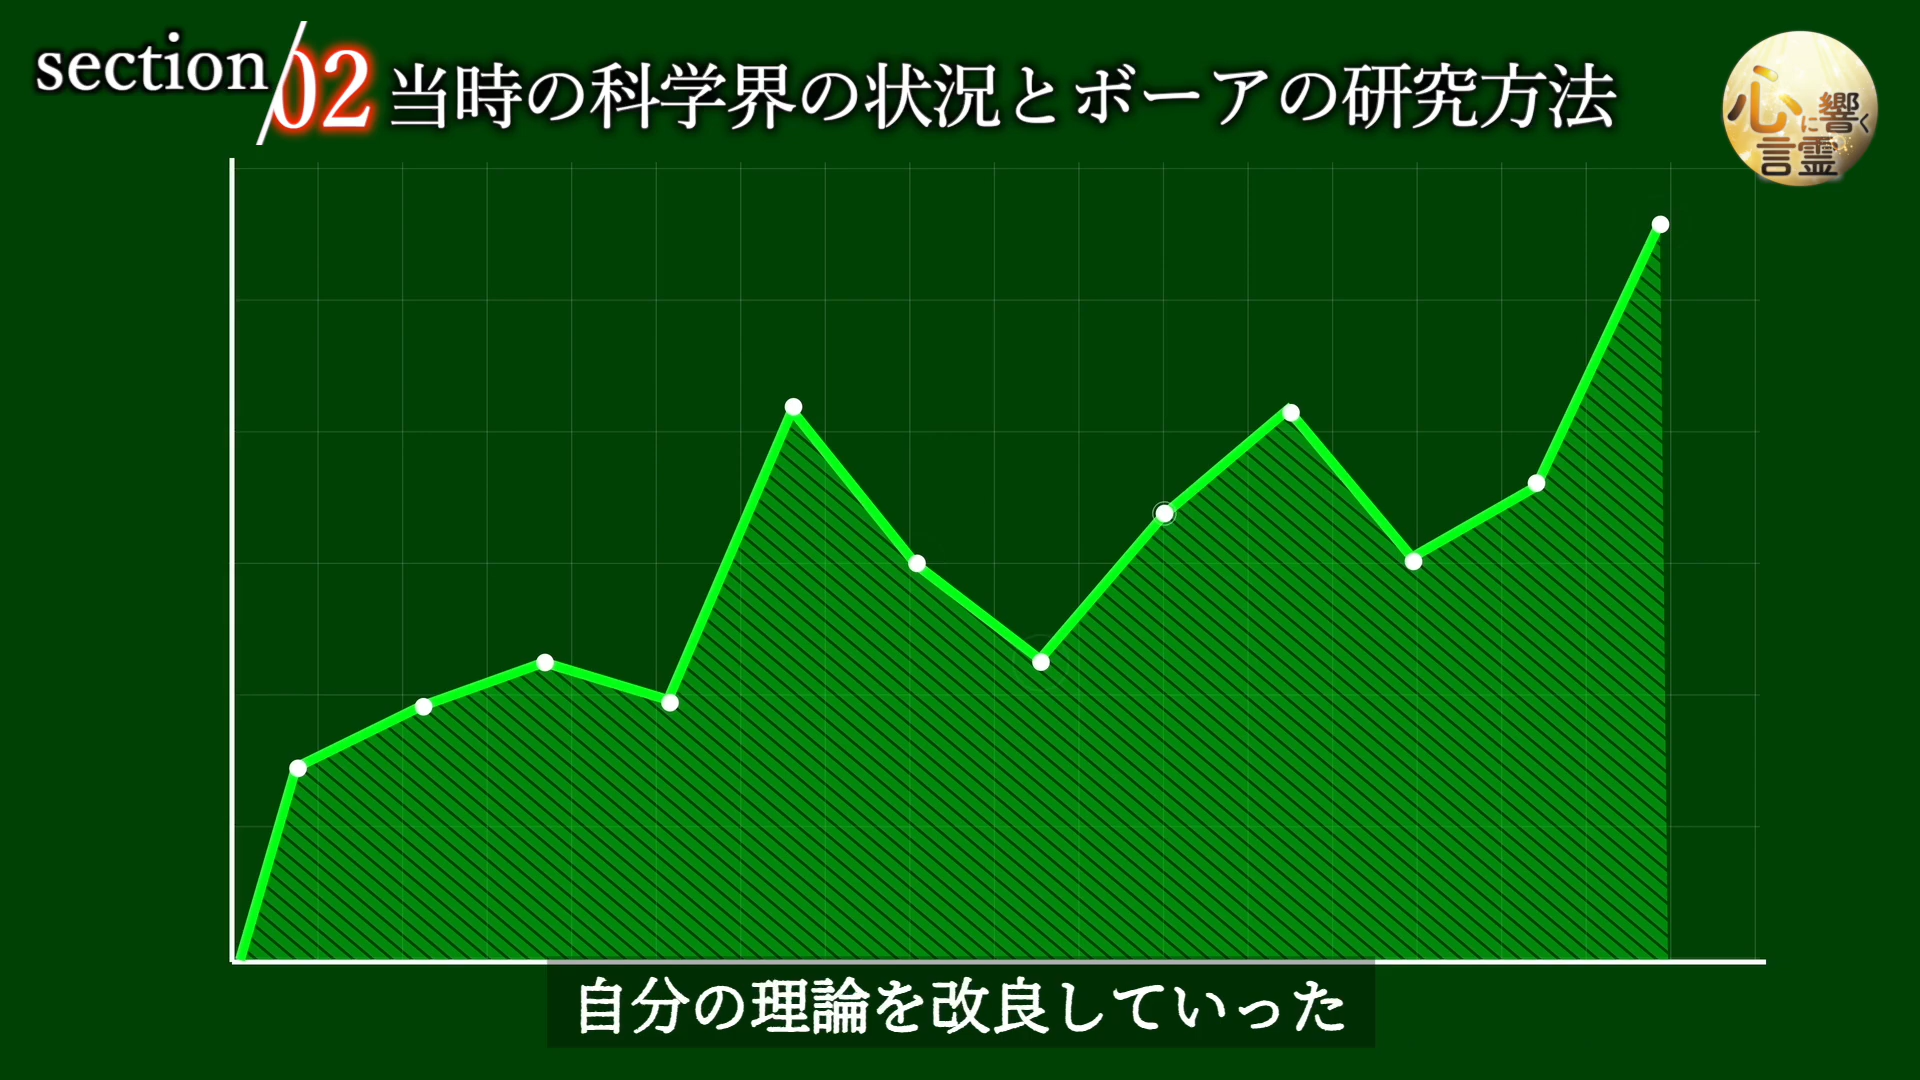 section
02 当時の科学界の状況とボーアの研究方法
心に響く
言霊
自分の理論を改良していった